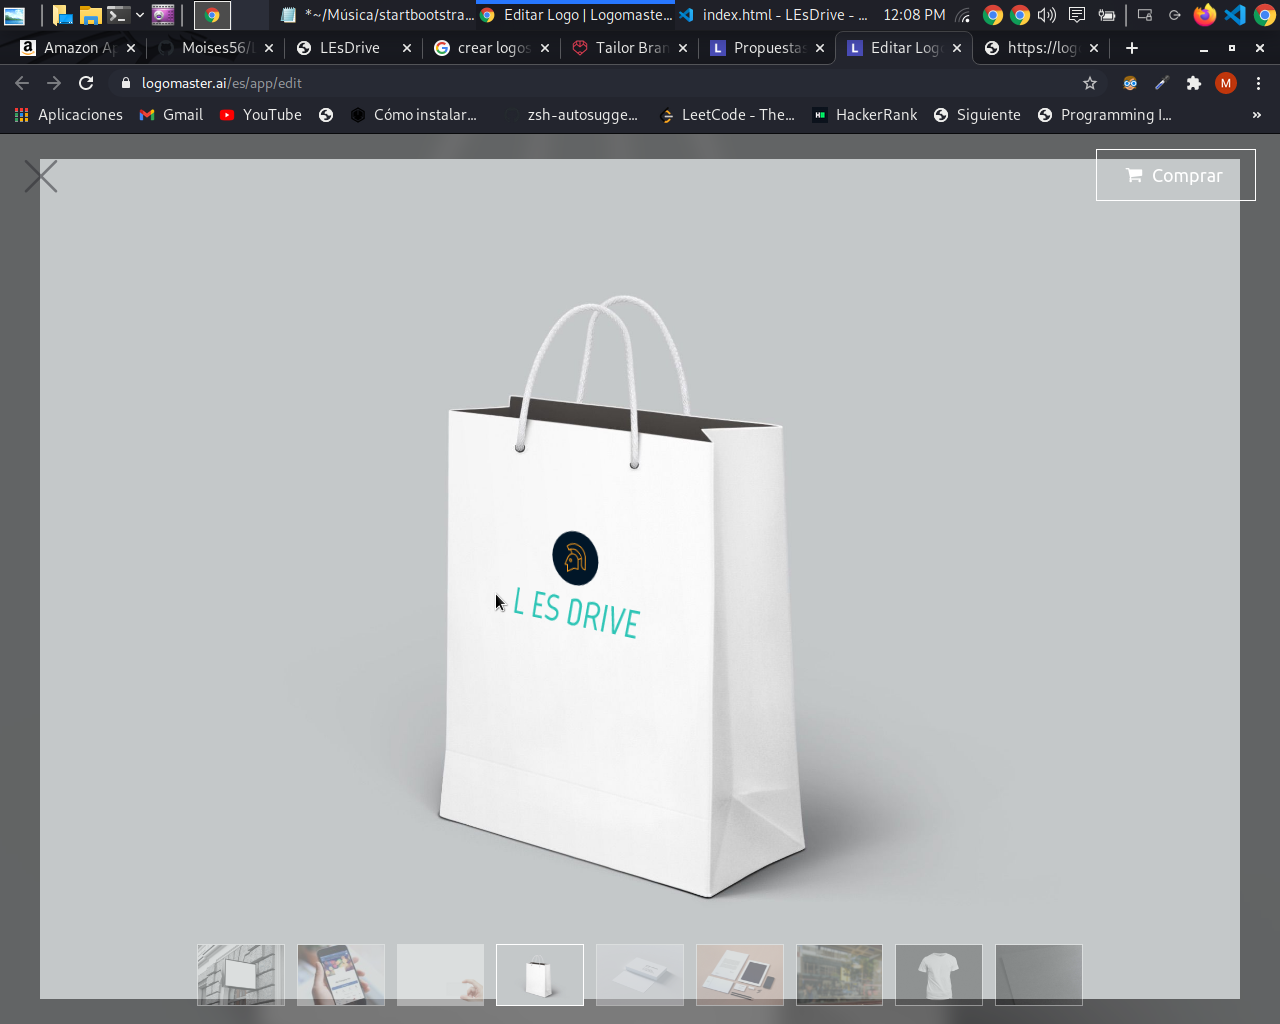 *~/Música/startbootstra...
Editar Logo | Logomaste...
index.html - LEsDrive - ...
12:08 PM
Amazon Ap
Moises56/L
LEsDrive
crear logos
Tailor Bran
Propuestas
Editar Logo
https://logo
logomaster.ai/es/app/edit
M
Aplicaciones
Gmail
YouTube
Cómo instalar...
zsh-autosugge...
LeetCode - The...
HackerRank
Siguiente
Programming I...
»
Comprar
L ES DRIVE